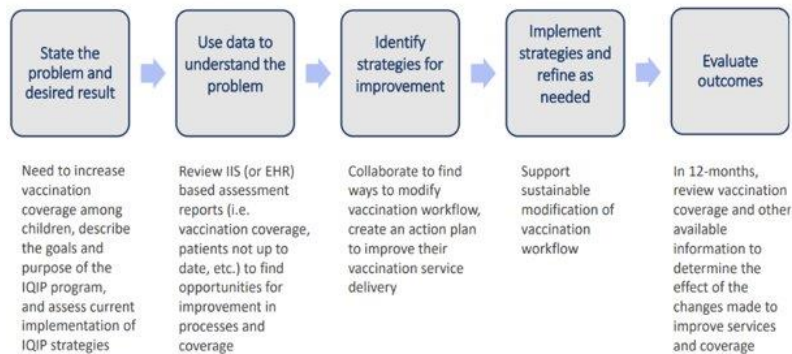 State the
problem and
desired result
Use data to
understand the
problem
Identify
strategies for
improvement
Implement
strategies and
refine as
needed
Evaluate
outcomes
Need to increase
vaccination
coverage among
children, describe
the goals and
purpose of the
IQIP program,
and assess current
implementation of
IQIP strategies
Review IIS (or EHR)
based assessment
reports (i.e.
vaccination coverage,
patients not up to
date, etc.) to find
opportunities for
improvement in
processes and
coverage
Collaborate to find
ways to modify
vaccination workflow,
create an action plan
to improve their
vaccination service
delivery
Support
sustainable
modification of
vaccination
workflow
In 12-months,
review vaccination
coverage and other
available
information to
determine the
effect of the
changes made to
improve services
and coverage